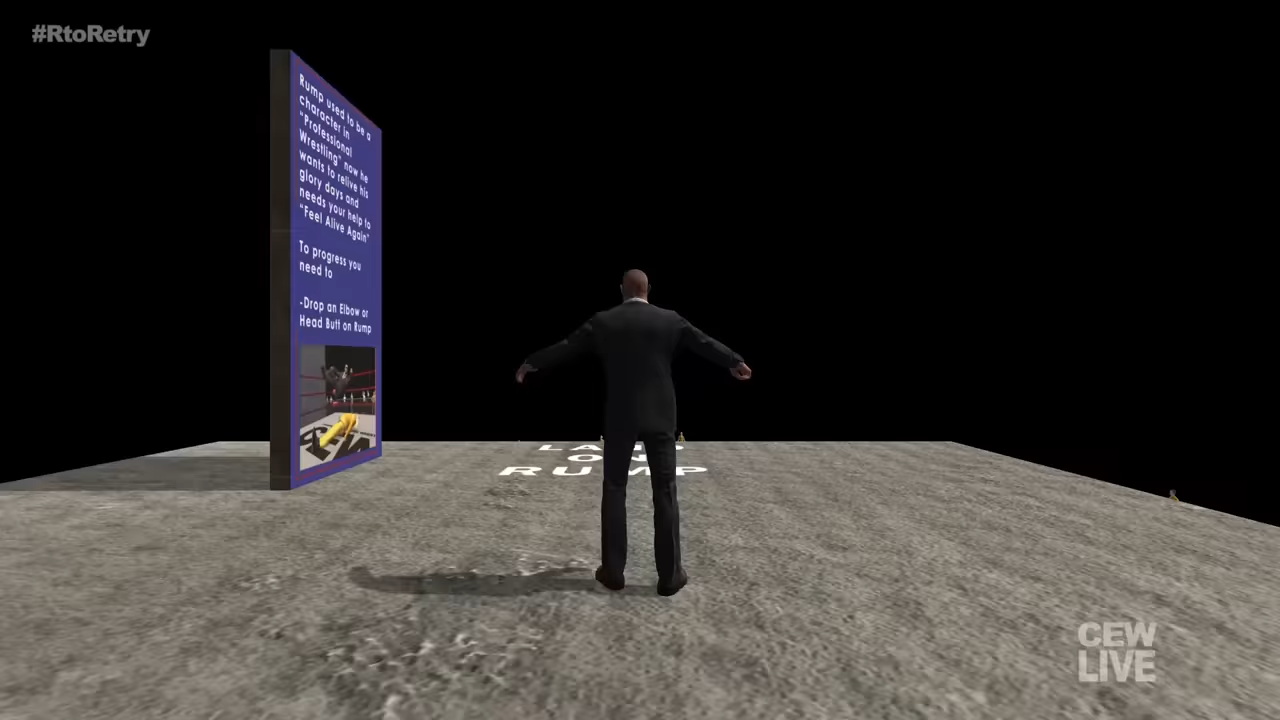 #RtoRetry
Rump used to be a
character in
"Professional
Wrestling" now he
wants to relive his
glory days and
needs your help to
"Feel Alive Again"
To progress you
need to
-Drop an Elbow or
Head Butt on Rump
ON
RUMP
CEW
LIVE